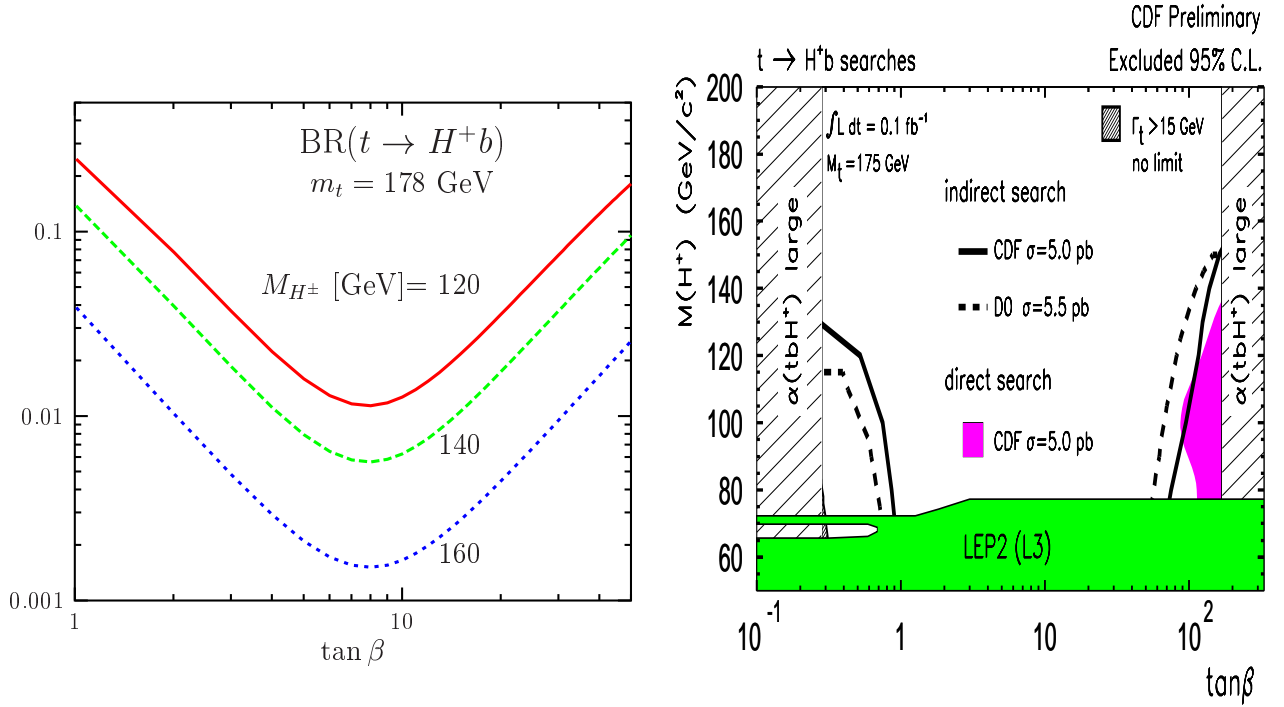 BR(t → H⁺b)
m_t = 178 GeV
M_H± [GeV]= 120
140
160
0.1
0.01
0.001
1
10
tan β
CDF Preliminary
t → H⁺b searches
Excluded 95% C.L.
∫L dt = 0.1 fb⁻¹
M_t=175 GeV
Γ_t >15 GeV
no limit
indirect search
CDF σ=5.0 pb
D0 σ=5.5 pb
direct search
CDF σ=5.0 pb
α(tbH⁺) large
α(tbH⁺) large
LEP2 (L3)
M(H⁺) (GeV/c²)
200
180
160
140
120
100
80
60
10⁻¹
1
10
10²
tanβ